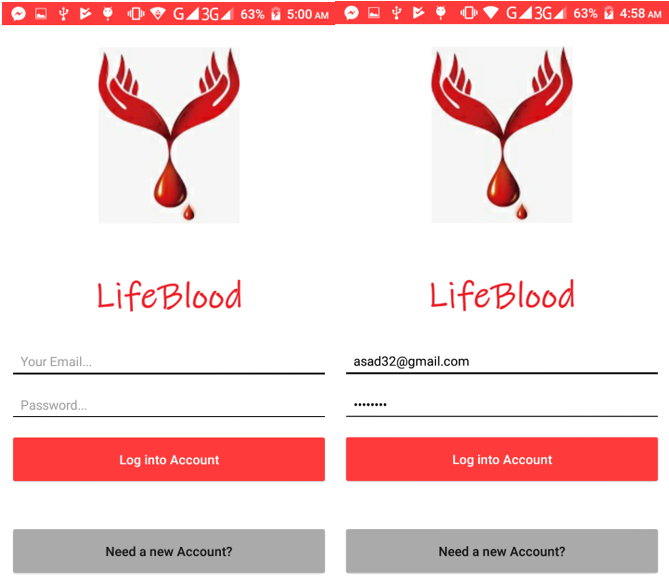 G 3G 63% 5:00 AM
LifeBlood
Your Email...
Password...
Log into Account
Need a new Account?
G 3G 63% 4:58 AM
LifeBlood
asad32@gmail.com
••••••••
Log into Account
Need a new Account?